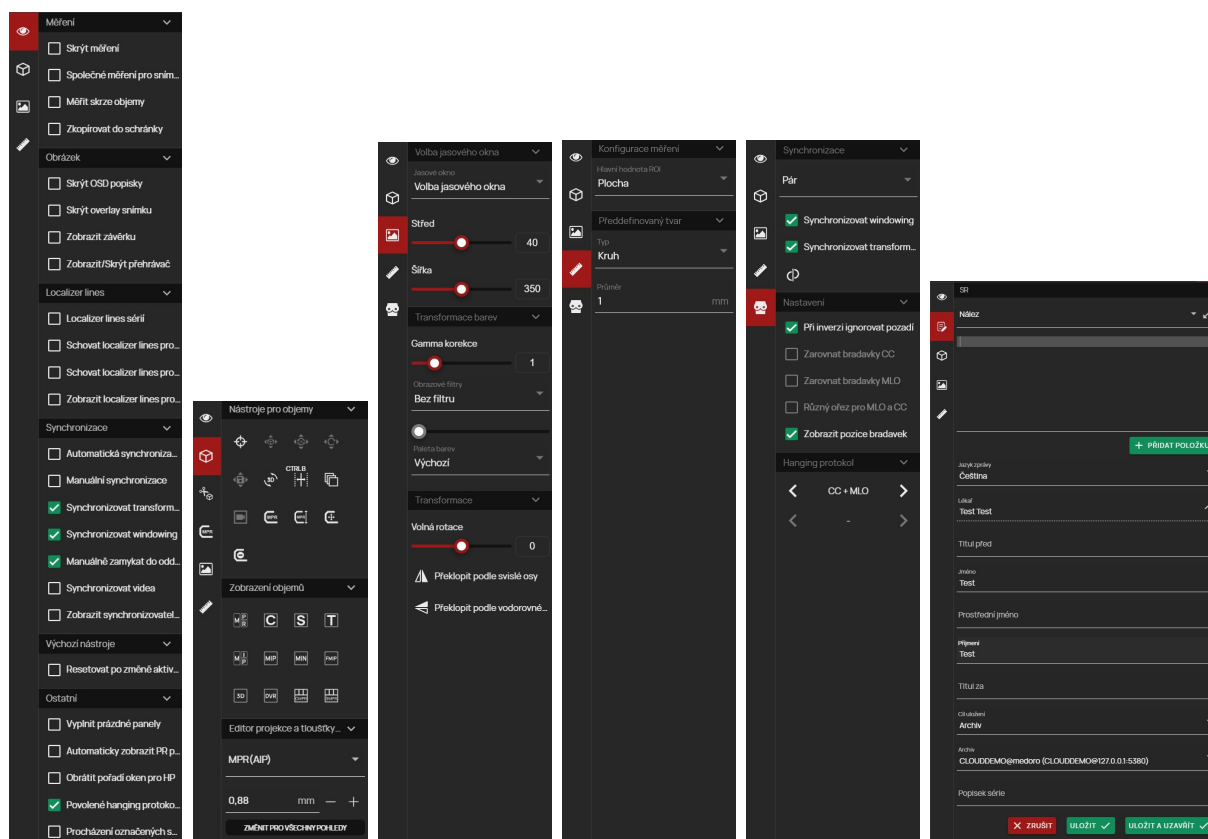 Měření
Skrýt měření
Společné měření pro sním...
Měřit skrze objemy
Zkopírovat do schránky
Obrázek
Skrýt OSD popisky
Skrýt overlay snímku
Zobrazit závěrku
Zobrazit/Skrýt přehrávač
Localizer lines
Localizer lines sérií
Schovat localizer lines pro...
Schovat localizer lines pro...
Zobrazit localizer lines pro...
Synchronizace
Automatická synchroniza...
Manuální synchronizace
Synchronizovat transform...
Synchronizovat windowing
Manuálně zamykat do odd...
Synchronizovat videa
Zobrazit synchronizovatel...
Výchozí nástroje
Resetovat po změně aktiv...
Ostatní
Vyplnit prázdné panely
Automaticky zobrazit PR p...
Obrátit pořadí oken pro HP
Povolené hanging protoko...
Procházení označených s...
Nástroje pro objemy
3D
CTRLB
MPR
MPR
MPR
Zobrazení objemů
MPR C S T
MIP MIP MIN FMIP
3D DVR
Editor projekce a tloušťky...
MPR(AIP)
0,88 mm
ZMĚNIT PRO VŠECHNY POHLEDY
Volba jasového okna
Jasové okno
Volba jasového okna
Střed
40
Šířka
350
Transformace barev
Gamma korekce
1
Obrazové filtry
Bez filtru
Paleta barev
Výchozí
Transformace
Volná rotace
0
Překlopit podle svislé osy
Překlopit podle vodorovné...
Konfigurace měření
Hlavní hodnota ROI
Plocha
Předdefinovaný tvar
Typ
Kruh
Průměr
1 mm
Synchronizace
Pár
Synchronizovat windowing
Synchronizovat transform...
Nastavení
Při inverzi ignorovat pozadí
Zarovnat bradavky CC
Zarovnat bradavky MLO
Různý ořez pro MLO a CC
Zobrazit pozice bradavek
Hanging protokol
CC + MLO
-
SR
Nález
+ PŘIDAT POLOŽKU
Jazyk zprávy
Čeština
Lékař
Test Test
Titul před
Jméno
Test
Prostřední jméno
Příjmení
Test
Titul za
Cíl uložení
Archiv
Archiv
CLOUDDEMO@medoro (CLOUDDEMO@127.0.0.1:5380)
Popisek série
ZRUŠIT ULOŽIT ULOŽIT A UZAVŘÍT